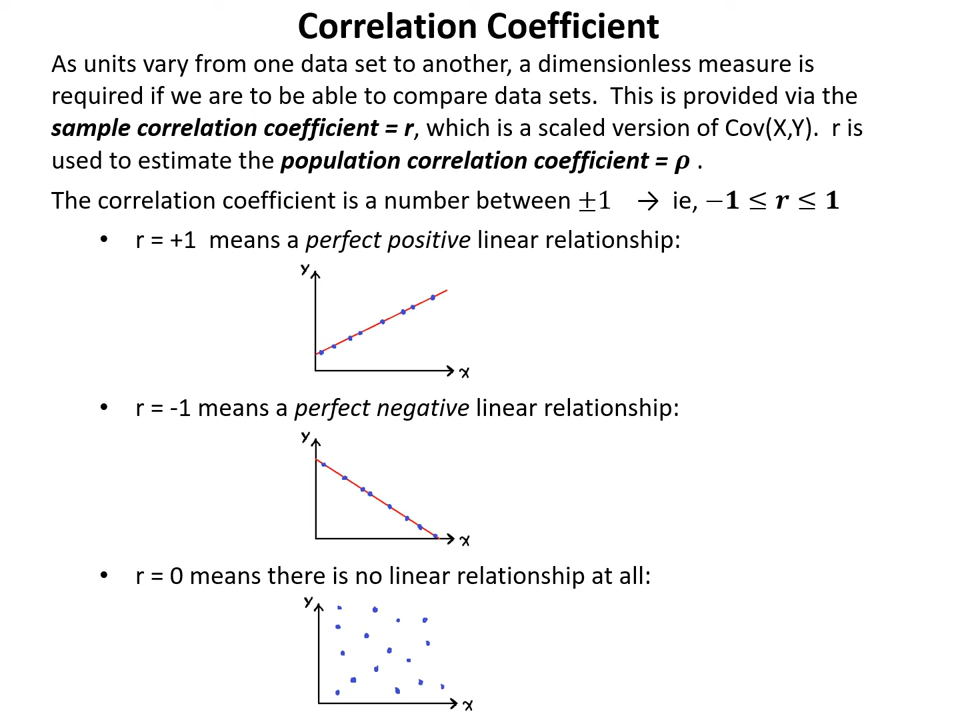 Correlation Coefficient
As units vary from one data set to another, a dimensionless measure is
required if we are to be able to compare data sets.  This is provided via the
sample correlation coefficient = r, which is a scaled version of Cov(X,Y).  r is
used to estimate the population correlation coefficient = ρ .
The correlation coefficient is a number between ±1 → ie, −1 ≤ r ≤ 1
• r = +1  means a perfect positive linear relationship:
Y
x
• r = -1 means a perfect negative linear relationship:
Y
x
• r = 0 means there is no linear relationship at all:
Y
x